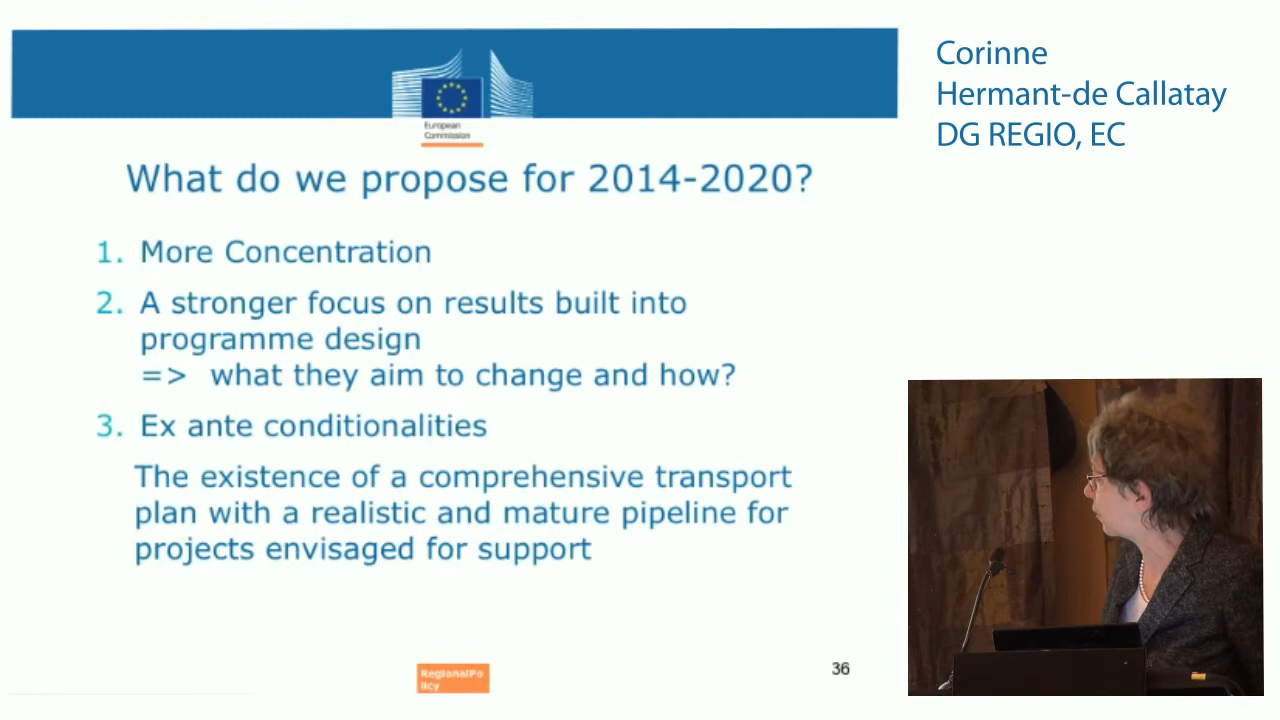 Corinne
Hermant-de Callatay
DG REGIO, EC
European
Commission
What do we propose for 2014-2020?
1. More Concentration
2. A stronger focus on results built into
programme design
=> what they aim to change and how?
3. Ex ante conditionalities
The existence of a comprehensive transport
plan with a realistic and mature pipeline for
projects envisaged for support
RegionalPo
licy
36